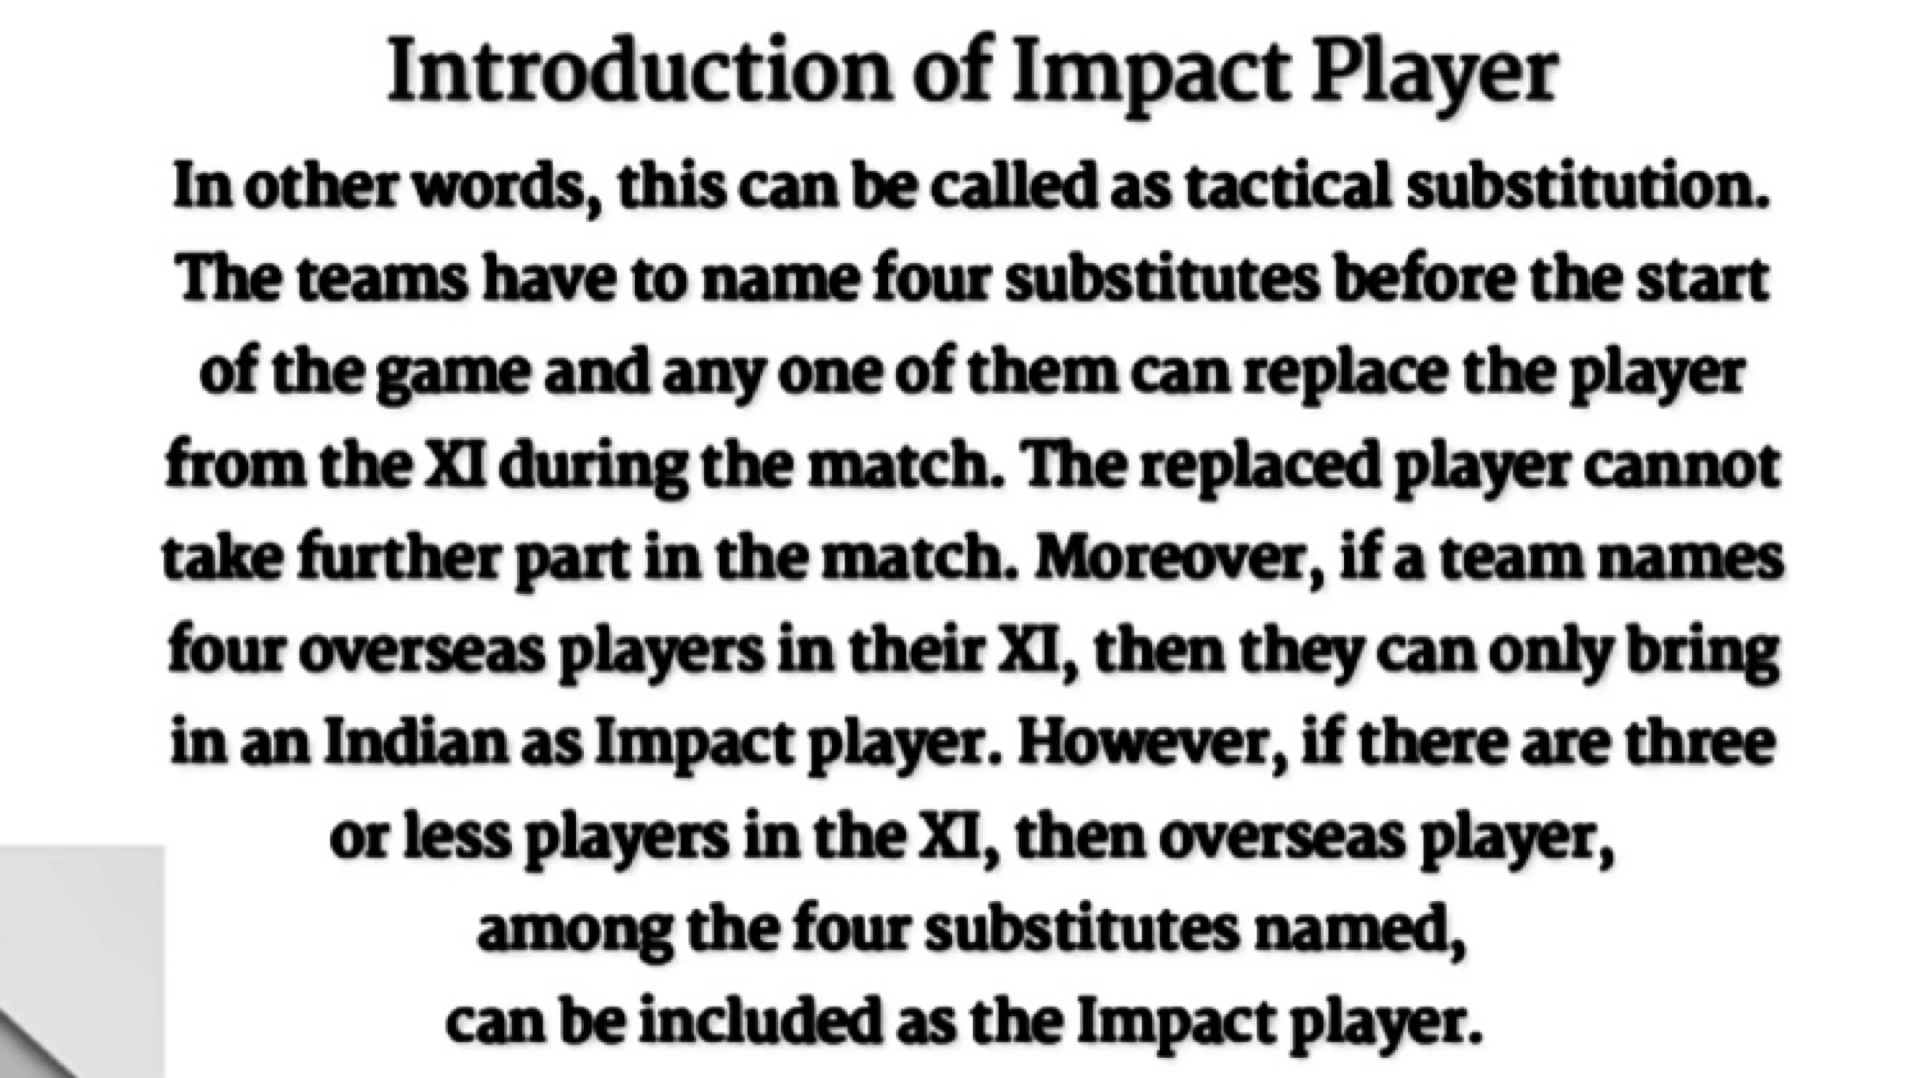 Introduction of Impact Player
In other words, this can be called as tactical substitution.
The teams have to name four substitutes before the start
of the game and any one of them can replace the player
from the XI during the match. The replaced player cannot
take further part in the match. Moreover, if a team names
four overseas players in their XI, then they can only bring
in an Indian as Impact player. However, if there are three
or less players in the XI, then overseas player,
among the four substitutes named,
can be included as the Impact player.